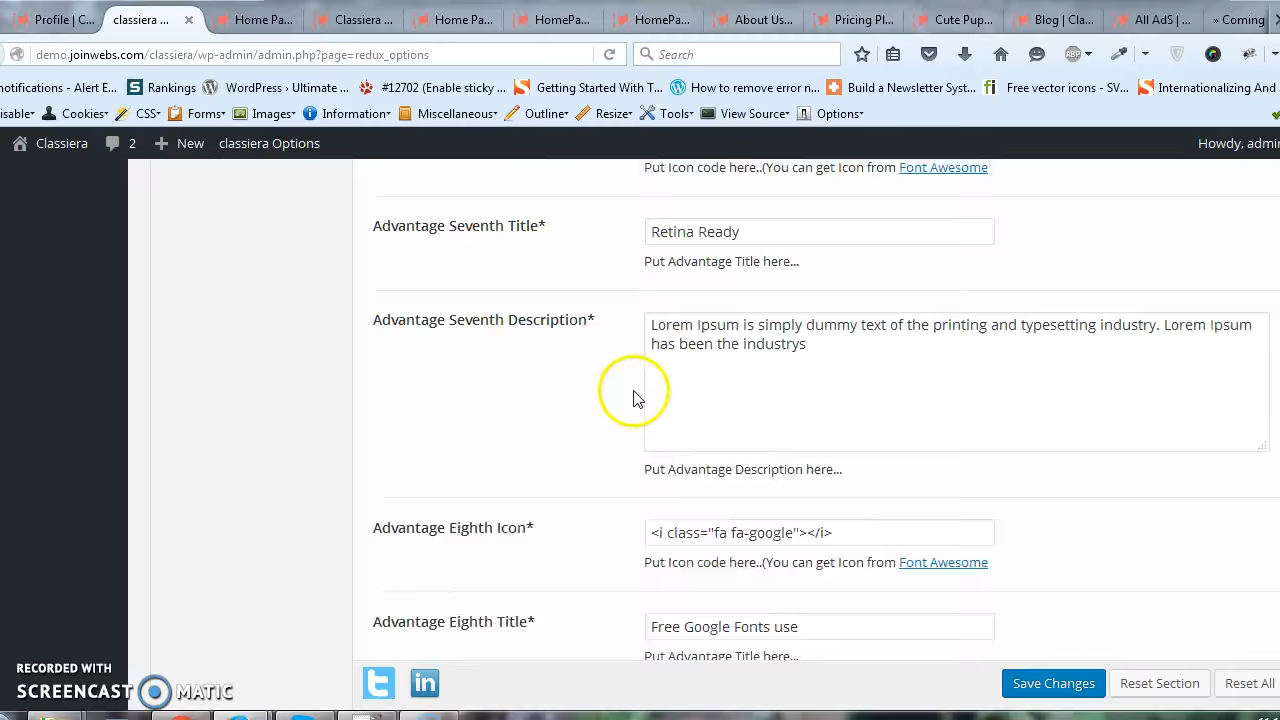 Profile | C... classiera ... Home Pa... Classiera ... Home Pa... HomePa... HomePa... About Us... Pricing Pl... Cute Pup... Blog | Cla... All AdS | ... » Coming
demo.joinwebs.com/classiera/wp-admin/admin.php?page=redux_options Search ABP
notifications - Alert E... Rankings WordPress › Ultimate ... #12702 (Enable sticky ... Getting Started With T... How to remove error n... Build a Newsletter Syst... Free vector icons - SV... Internationalizing And
Disable Cookies CSS Forms Images Information Miscellaneous Outline Resize Tools View Source Options
Classiera 2 New classiera Options Howdy, admin
Put Icon code here..(You can get Icon from Font Awesome
Advantage Seventh Title* Retina Ready
Put Advantage Title here...
Advantage Seventh Description* Lorem Ipsum is simply dummy text of the printing and typesetting industry. Lorem Ipsum
has been the industrys
Put Advantage Description here...
Advantage Eighth Icon* <i class="fa fa-google"></i>
Put Icon code here..(You can get Icon from Font Awesome
Advantage Eighth Title* Free Google Fonts use
Put Advantage Title here...
RECORDED WITH
SCREENCAST MATIC
in Save Changes Reset Section Reset All